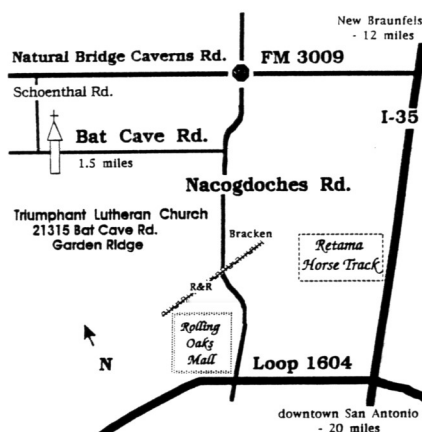 New Braunfels
- 12 miles
Natural Bridge Caverns Rd.
FM 3009
Schoenthal Rd.
I-35
Bat Cave Rd.
1.5 miles
Nacogdoches Rd.
Triumphant Lutheran Church
21315 Bat Cave Rd.
Garden Ridge
Bracken
Retama
Horse Track
R&R
Rolling
Oaks
Mall
N
Loop 1604
downtown San Antonio
- 20 miles